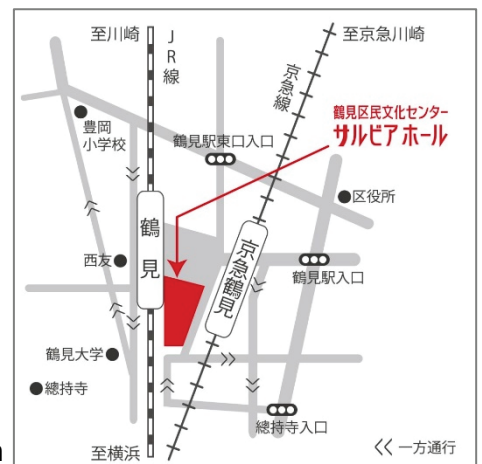 至川崎
JR線
至京急川崎
京急線
鶴見区民文化センター
サルビアホール
豊岡
小学校
鶴見駅東口入口
区役所
鶴見
京急鶴見
西友
鶴見駅入口
鶴見大学
總持寺
總持寺入口
至横浜
一方通行